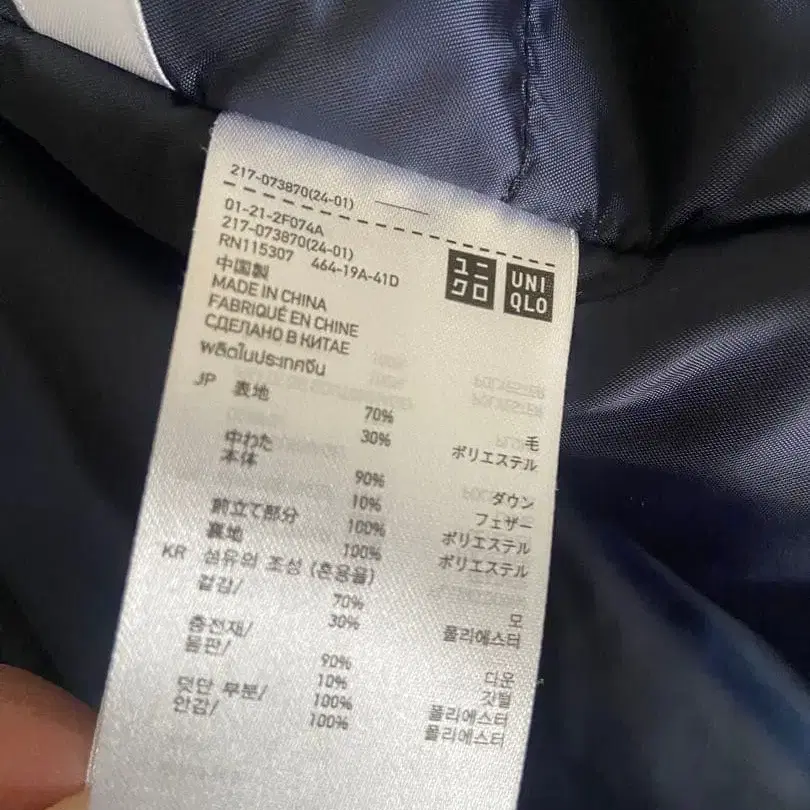 217-073870(24-01)
01-21-2F074A
217-073870(24-01)
RN115307 464-19A-41D
ユニ
クロ
UNI
QLO
中国製
MADE IN CHINA
FABRIQUÉ EN CHINE
СДЕЛАНО В КИТАЕ
ผลิตในประเทศจีน
JP 表地
70% 毛
30% ポリエステル
中わた
本体
90% ダウン
10% フェザー
前立て部分 100% ポリエステル
裏地 100% ポリエステル
KR 섬유의 조성 (혼용율)
겉감/
70% 모
30% 폴리에스터
충전재/
몸판/
90% 다운
10% 깃털
덧단 부분/ 100% 폴리에스터
안감/ 100% 폴리에스터